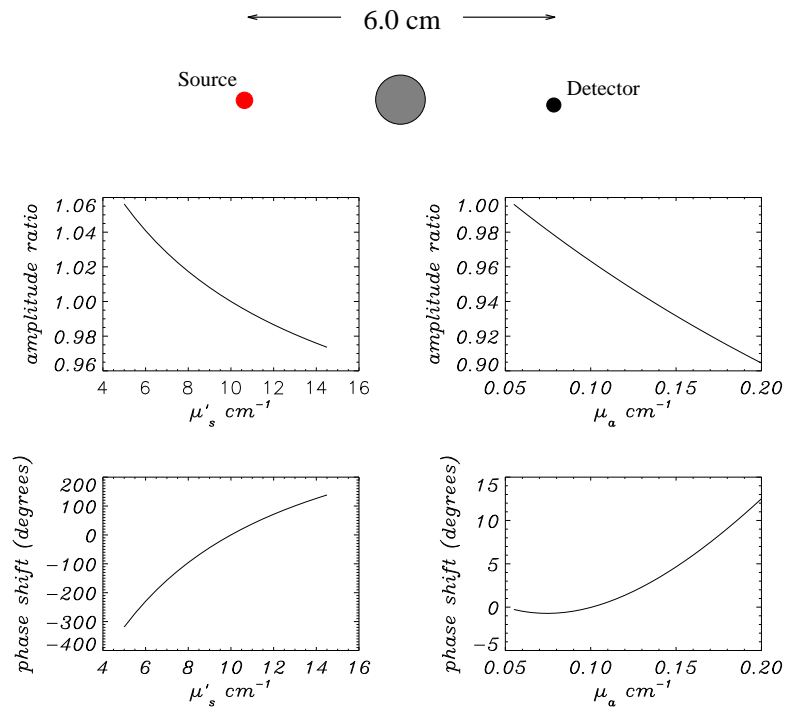 6.0 cm
Source
Detector
amplitude ratio
1.06
1.04
1.02
1.00
0.98
0.96
4 6 8 10 12 14 16
μ's cm⁻¹
amplitude ratio
1.00
0.98
0.96
0.94
0.92
0.90
0.05 0.10 0.15 0.20
μa cm⁻¹
phase shift (degrees)
200
100
0
−100
−200
−300
−400
4 6 8 10 12 14 16
μ's cm⁻¹
phase shift (degrees)
15
10
5
0
−5
0.05 0.10 0.15 0.20
μa cm⁻¹